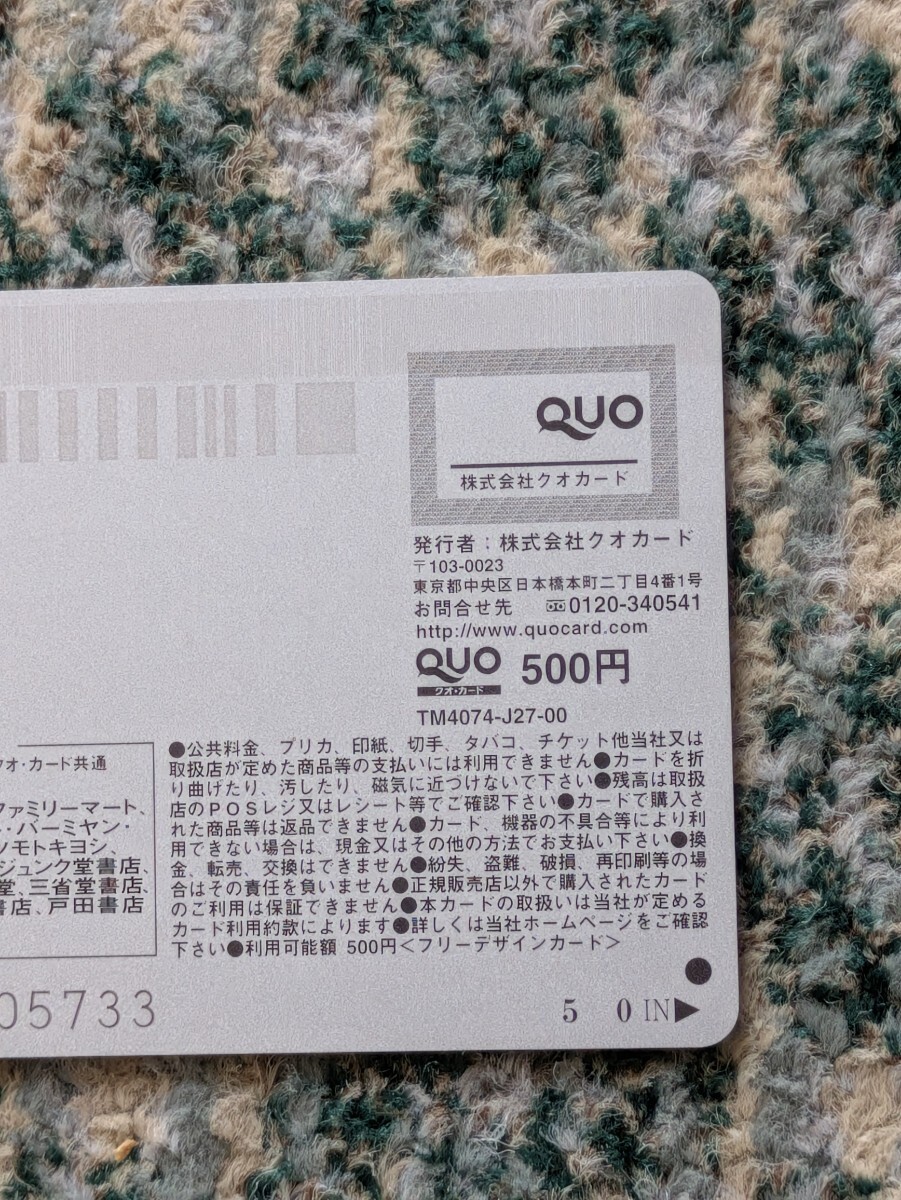 QUO
株式会社クオカード
発行者：株式会社クオカード
〒103-0023
東京都中央区日本橋本町二丁目4番1号
お問合せ先 0120-340541
http://www.quocard.com
QUO 500円
クオ・カード
TM4074-J27-00
●公共料金、プリカ、印紙、切手、タバコ、チケット他当社又は
取扱店が定めた商品等の支払いには利用できません●カードを折
り曲げたり、汚したり、磁気に近づけないで下さい●残高は取扱
店のPOSレジ又はレシート等でご確認下さい●カードで購入さ
れた商品等は返品できません●カード、機器の不具合等により利
用できない場合は、現金又はその他の方法でお支払い下さい●換
金、転売、交換はできません●紛失、盗難、破損、再印刷等の場
合はその責任を負いません●正規販売店以外で購入されたカード
のご利用は保証できません●本カードの取扱いは当社が定める
カード利用約款によります●詳しくは当社ホームページをご確認
下さい●利用可能額 500円＜フリーデザインカード＞
オ・カード共通
ファミリーマート、
・バーミヤン・
ツモトキヨシ、
ジュンク堂書店、
堂、三省堂書店、
書店、戸田書店
05733
5 0 IN▶